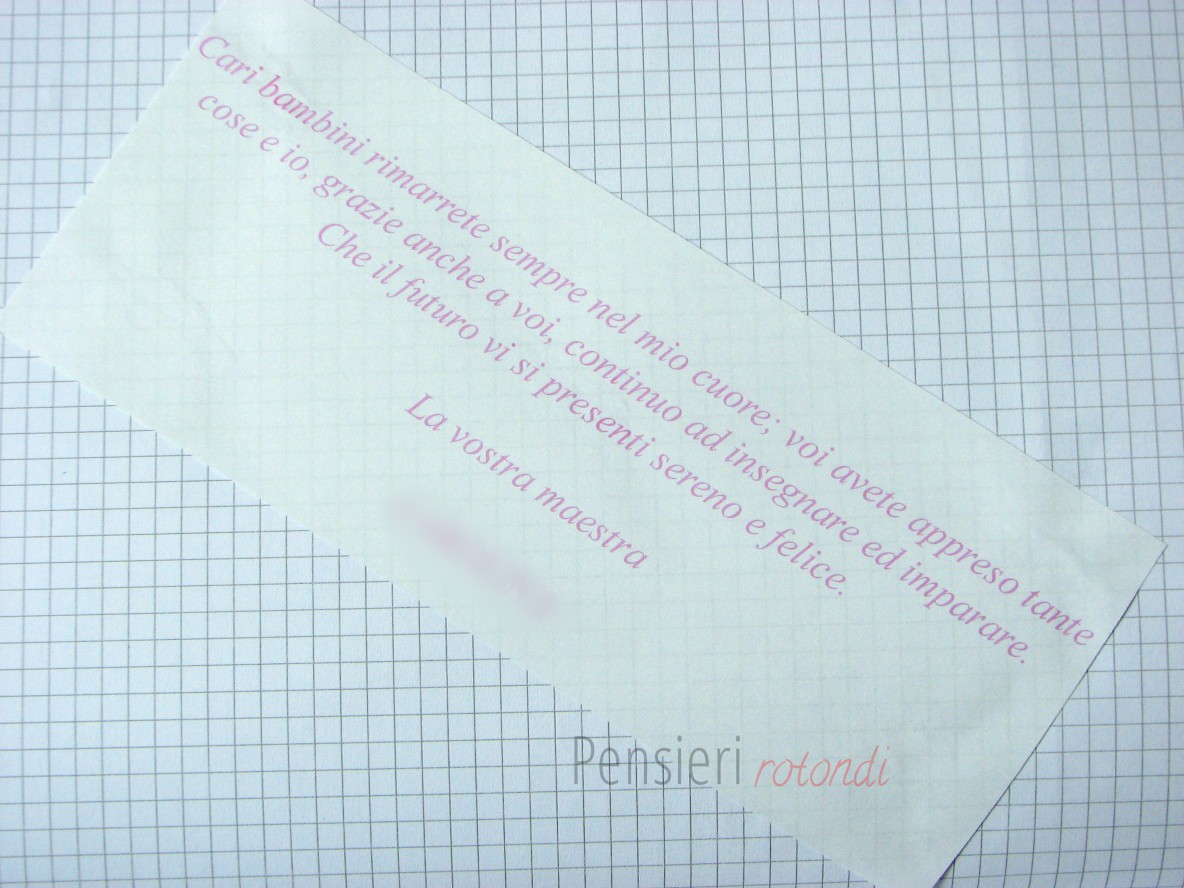 Cari bambini rimarrete sempre nel mio cuore; voi avete appreso tante
cose e io, grazie anche a voi, continuo ad insegnare ed imparare.
Che il futuro vi si presenti sereno e felice.
La vostra maestra
Pensieri rotondi